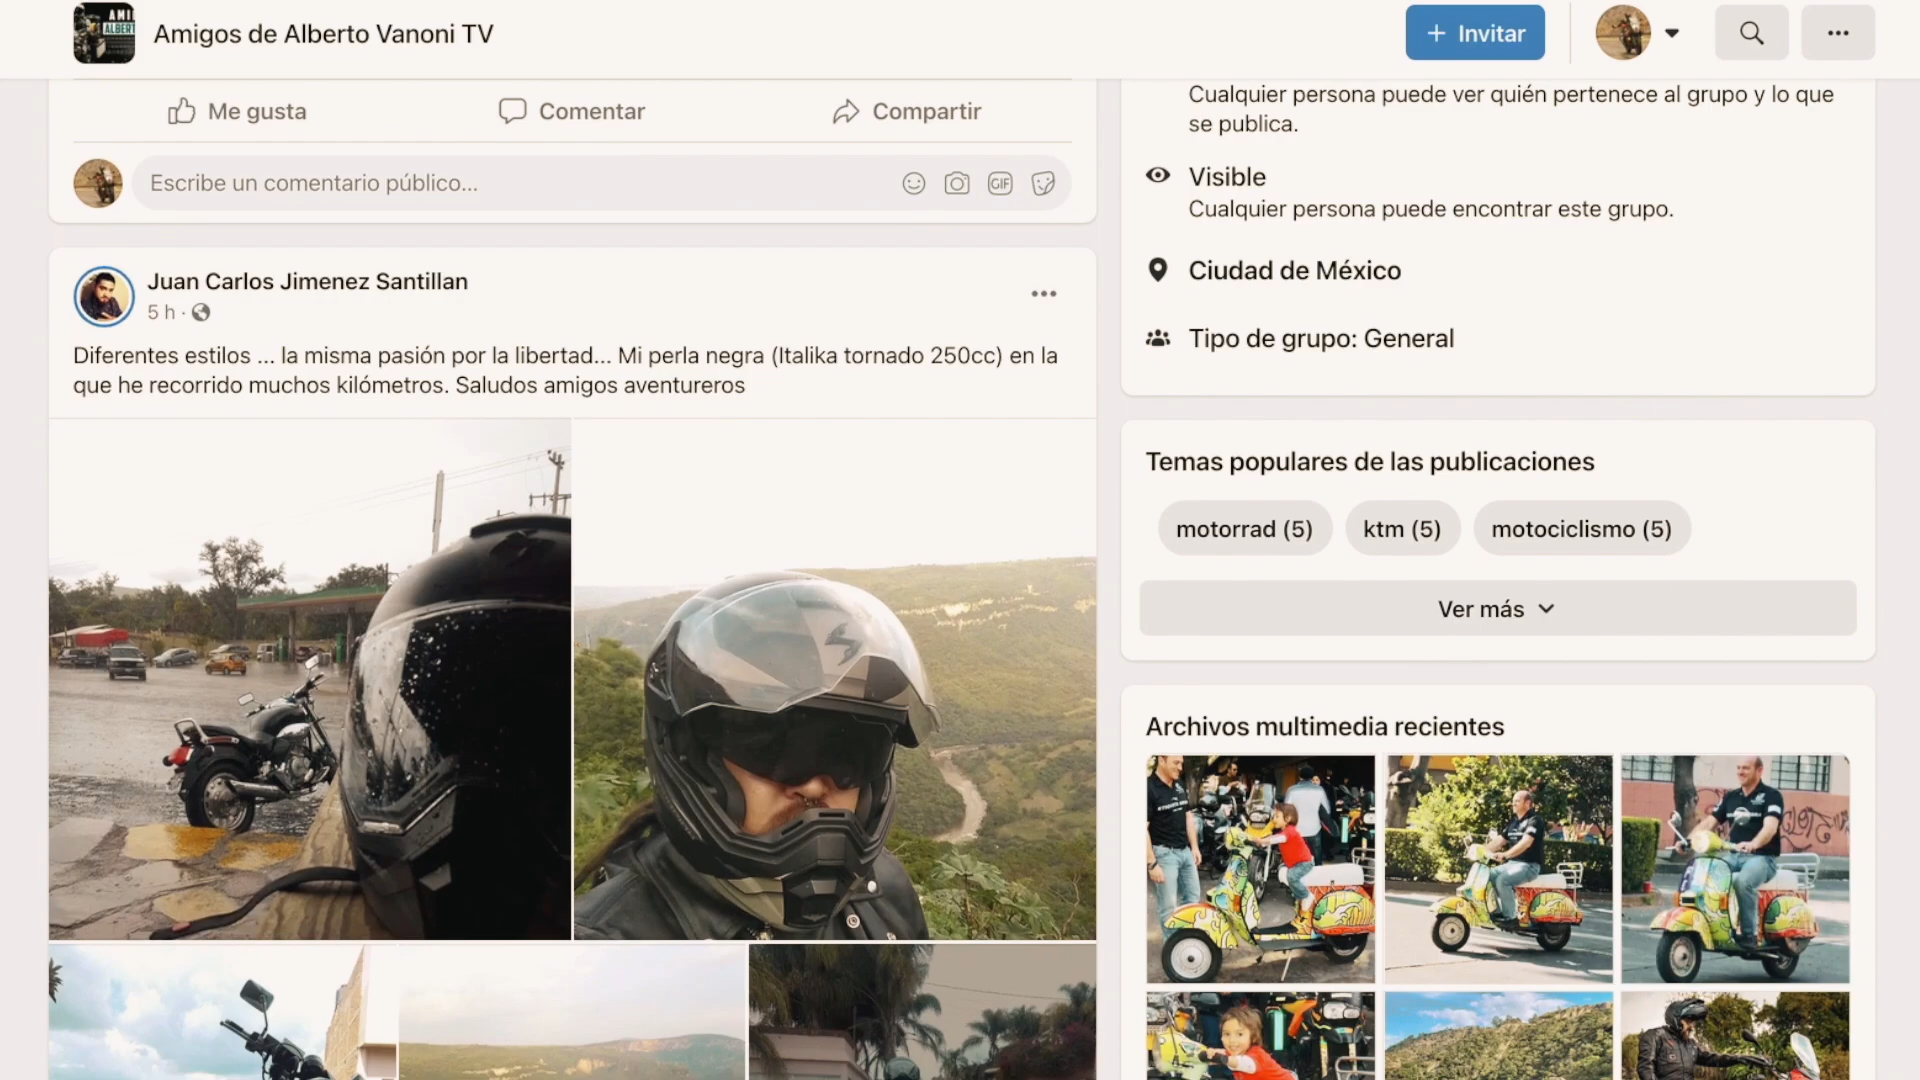 Amigos de Alberto Vanoni TV
+ Invitar
Me gusta
Comentar
Compartir
Escribe un comentario público...
GIF
Juan Carlos Jimenez Santillan
5 h ·
Diferentes estilos ... la misma pasión por la libertad... Mi perla negra (Italika tornado 250cc) en la
que he recorrido muchos kilómetros. Saludos amigos aventureros
Cualquier persona puede ver quién pertenece al grupo y lo que
se publica.
Visible
Cualquier persona puede encontrar este grupo.
Ciudad de México
Tipo de grupo: General
Temas populares de las publicaciones
motorrad (5)
ktm (5)
motociclismo (5)
Ver más
Archivos multimedia recientes